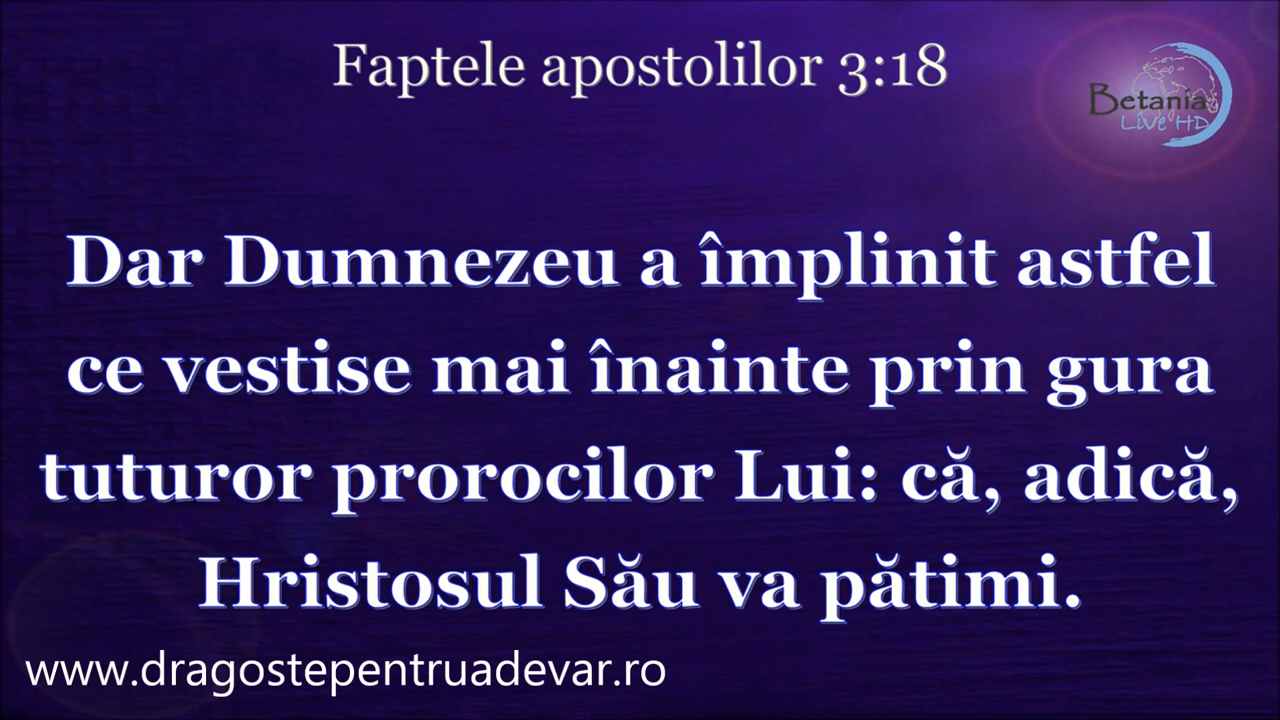 Faptele apostolilor 3:18
Betania
Live HD
Dar Dumnezeu a împlinit astfel
ce vestise mai înainte prin gura
tuturor prorocilor Lui: că, adică,
Hristosul Său va pătimi.
www.dragostepentruadevar.ro